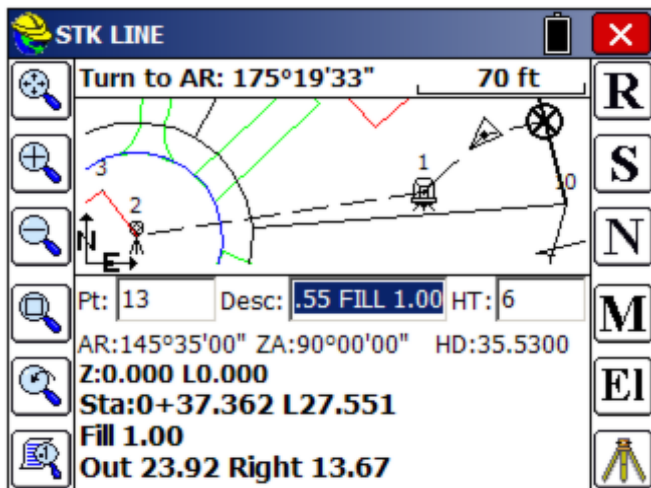 STK LINE
Turn to AR: 175°19'33" 70 ft
R
S
N
M
El
3
2
1
10
N
E
Pt: 13 Desc: .55 FILL 1.00 HT: 6
AR:145°35'00" ZA:90°00'00" HD:35.5300
Z:0.000 L0.000
Sta:0+37.362 L27.551
Fill 1.00
Out 23.92 Right 13.67